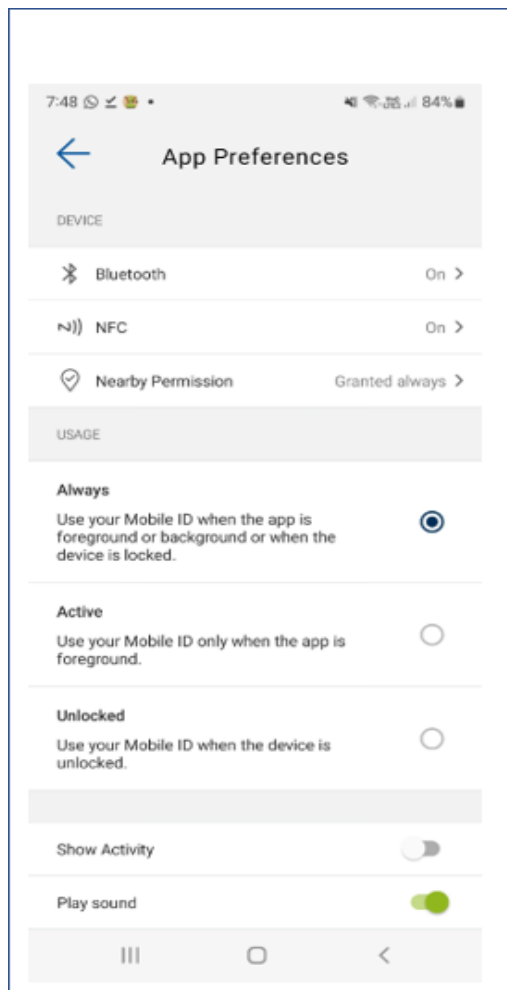 7:48
84%
App Preferences
DEVICE
Bluetooth On
NFC On
Nearby Permission Granted always
USAGE
Always
Use your Mobile ID when the app is
foreground or background or when the
device is locked.
Active
Use your Mobile ID only when the app is
foreground.
Unlocked
Use your Mobile ID when the device is
unlocked.
Show Activity
Play sound